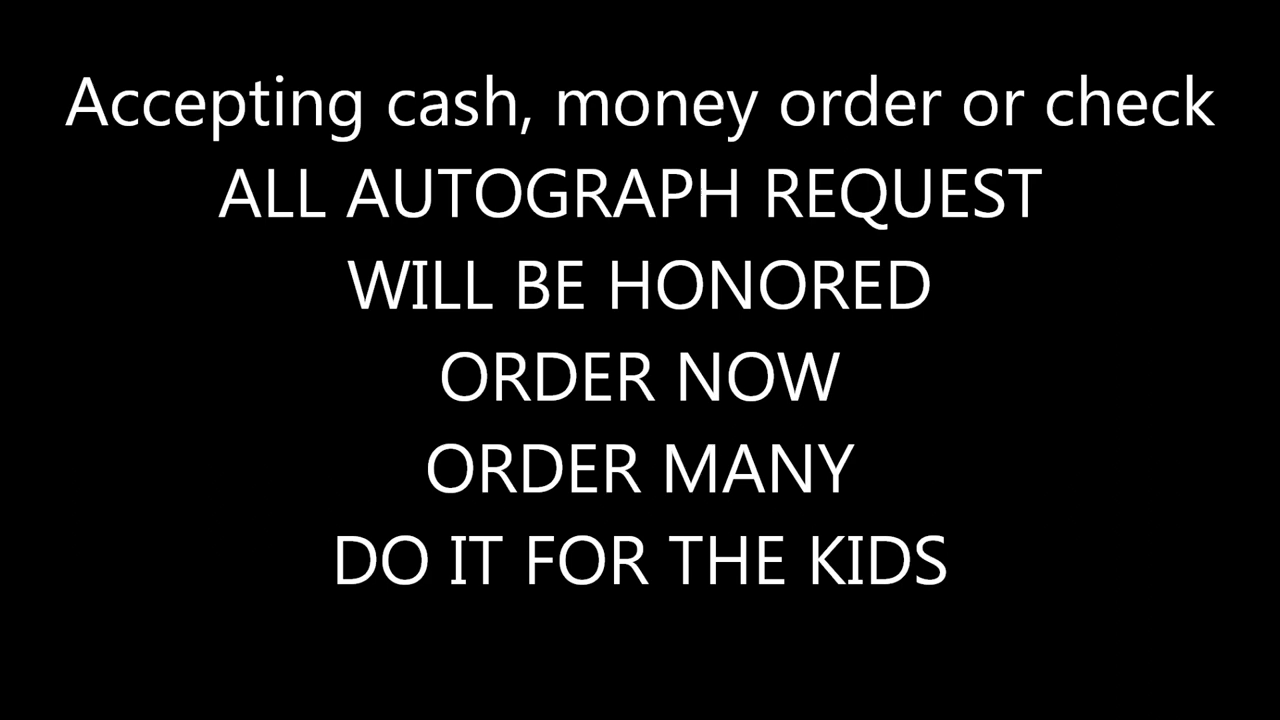 Accepting cash, money order or check
ALL AUTOGRAPH REQUEST
WILL BE HONORED
ORDER NOW
ORDER MANY
DO IT FOR THE KIDS